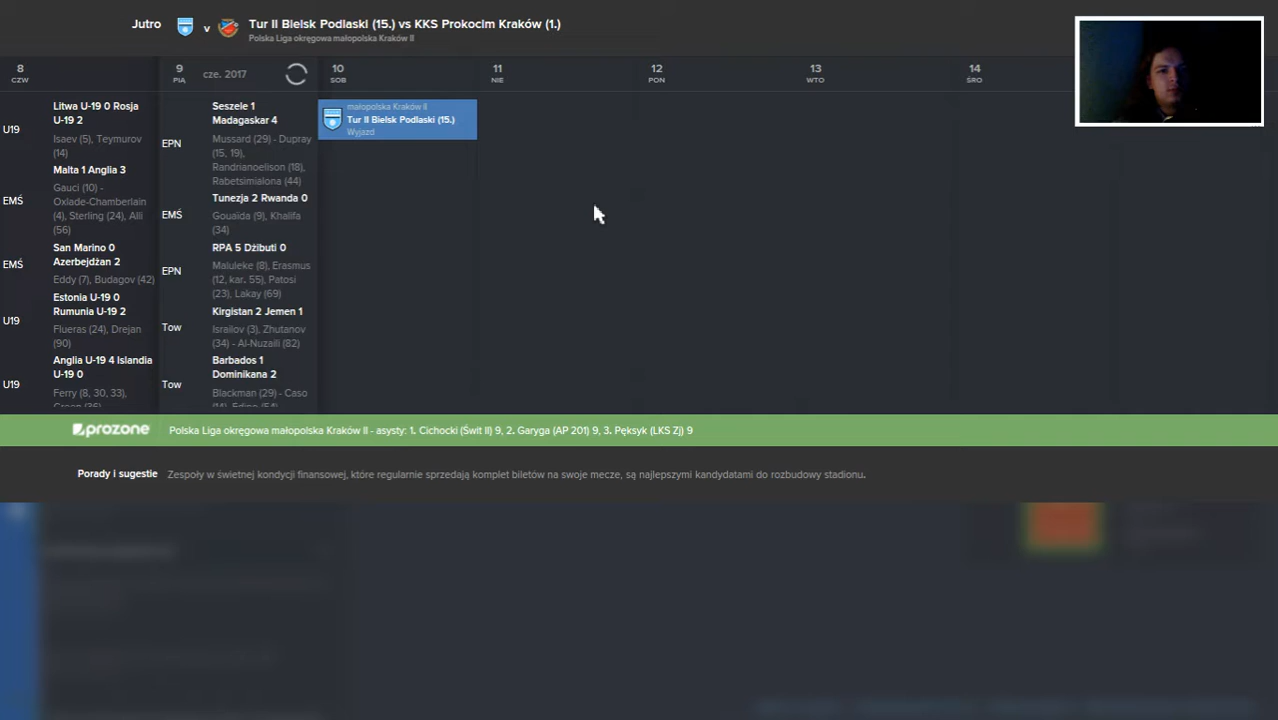 Jutro
v
Tur II Bielsk Podlaski (15.) vs KKS Prokocim Kraków (1.)
Polska Liga okręgowa małopolska Kraków II
8
CZW
9
PIĄ
cze. 2017
10
SOB
11
NIE
12
PON
13
WTO
14
ŚRO
U19
Litwa U-19 0 Rosja
U-19 2
Isaev (5), Teymurov
(14)
EMŚ
Malta 1 Anglia 3
Gauci (10) -
Oxlade-Chamberlain
(4), Sterling (24), Alli
(56)
EMŚ
San Marino 0
Azerbejdżan 2
Eddy (7), Budagov (42)
U19
Estonia U-19 0
Rumunia U-19 2
Flueras (24), Drejan
(90)
U19
Anglia U-19 4 Islandia
U-19 0
Ferry (8, 30, 33),
EPN
Seszele 1
Madagaskar 4
Mussard (29) - Dupray
(15, 19),
Randrianoelison (18),
Rabetsimialona (44)
EMŚ
Tunezja 2 Rwanda 0
Gouaïda (9), Khalifa
(34)
EPN
RPA 5 Dżibuti 0
Maluleke (8), Erasmus
(12, kar. 55), Patosi
(23), Lakay (69)
Tow
Kirgistan 2 Jemen 1
Israilov (3), Zhutanov
(34) - Al-Nuzaili (82)
Tow
Barbados 1
Dominikana 2
Blackman (29) - Caso
małopolska Kraków II
Tur II Bielsk Podlaski (15.)
Wyjazd
prozone
Polska Liga okręgowa małopolska Kraków II - asysty: 1. Cichocki (Świt II) 9, 2. Garyga (AP 201) 9, 3. Pęksyk (LKS Zj) 9
Porady i sugestie
Zespoły w świetnej kondycji finansowej, które regularnie sprzedają komplet biletów na swoje mecze, są najlepszymi kandydatami do rozbudowy stadionu.